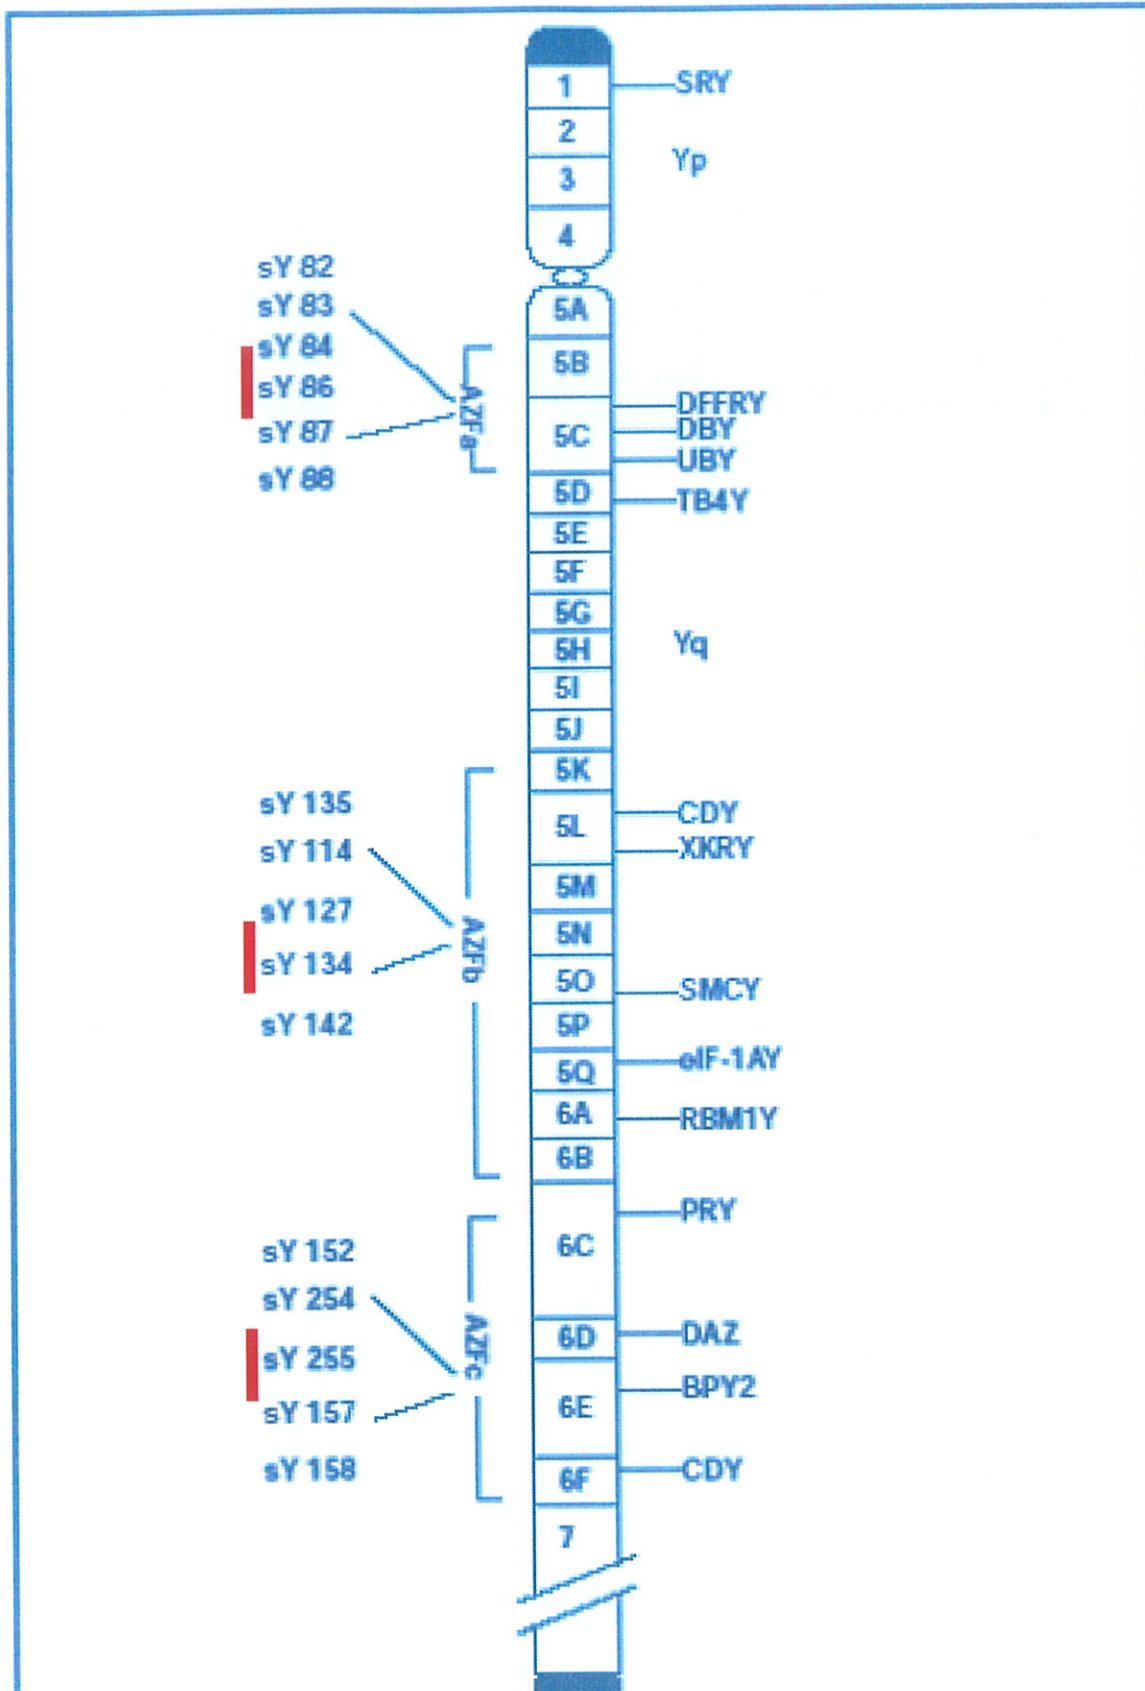 1
SRY
2
Yp
3
4
sY 82
5A
sY 83
sY 84
5B
sY 86
AZFa
DFFRY
sY 87
5C
DBY
UBY
sY 88
5D
TB4Y
5E
5F
5G
5H
Yq
5I
5J
5K
sY 135
5L
CDY
sY 114
XKRY
5M
sY 127
5N
AZFb
sY 134
5O
SMCY
sY 142
5P
eIF-1AY
5Q
6A
RBM1Y
6B
PRY
sY 152
6C
sY 254
6D
DAZ
AZFc
sY 255
BPY2
sY 157
6E
sY 158
6F
CDY
7